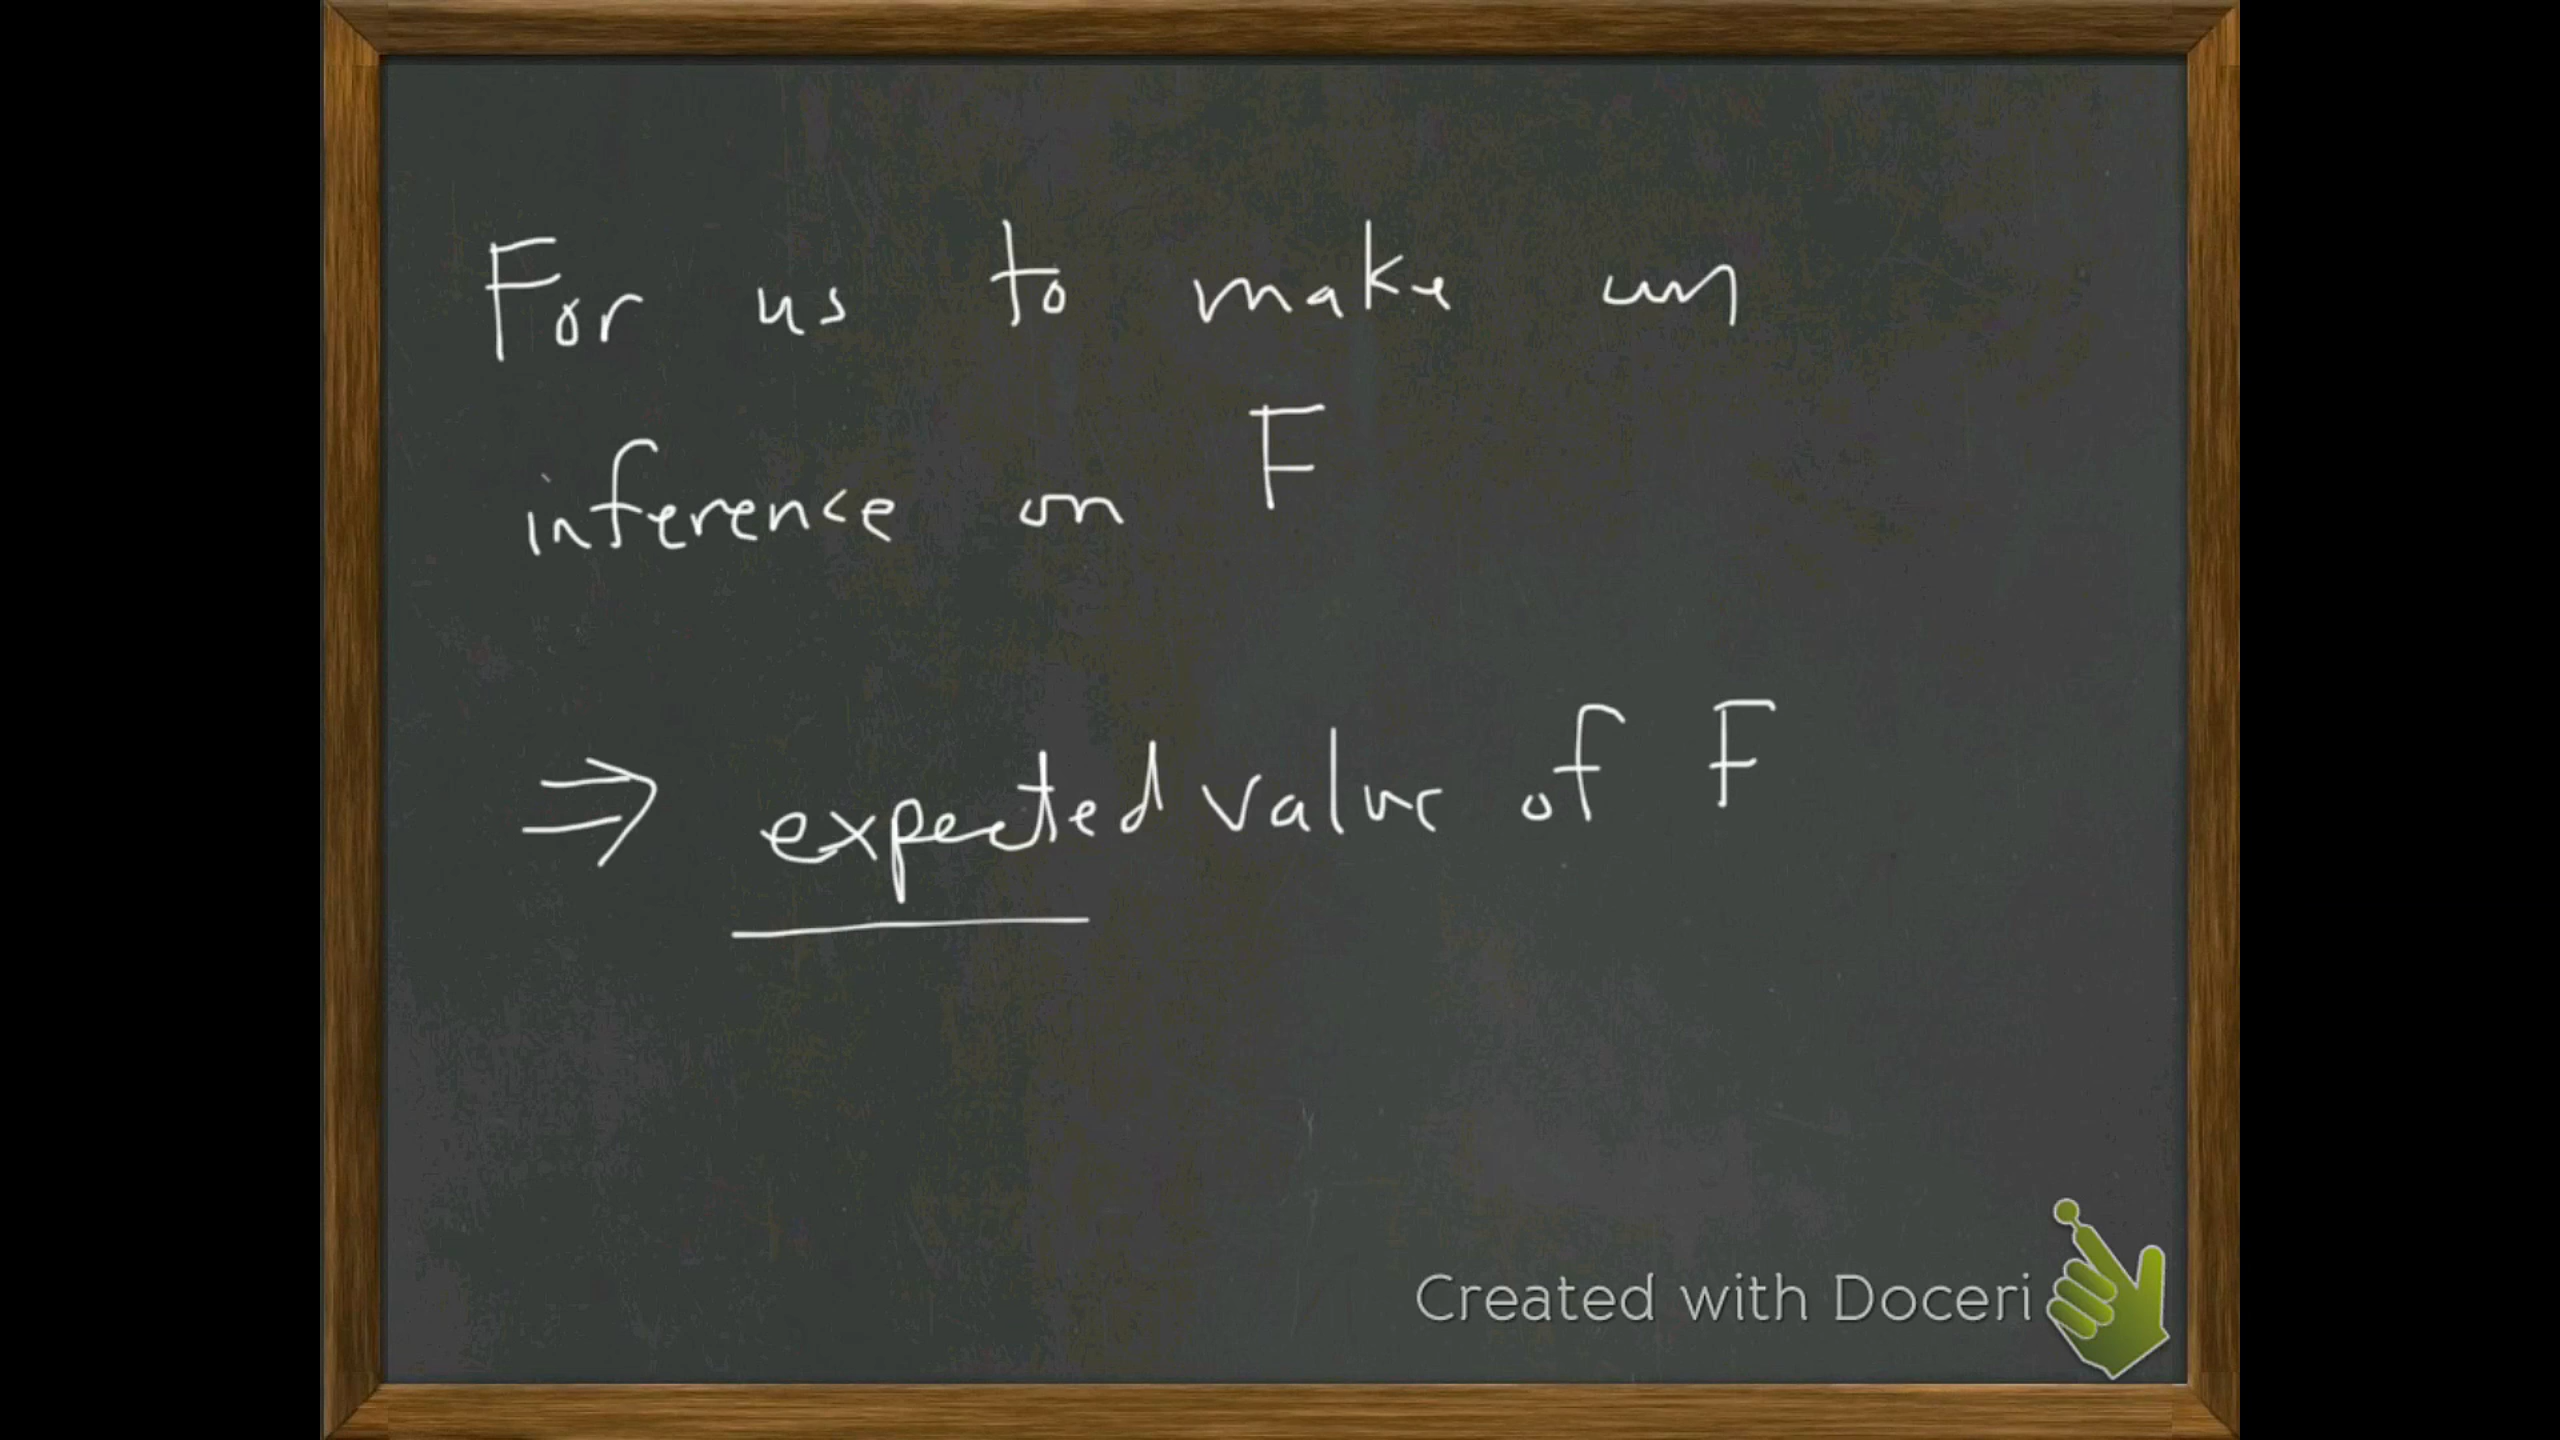 For us to make an
inference on F
⇒ expected value of F
Created with Doceri